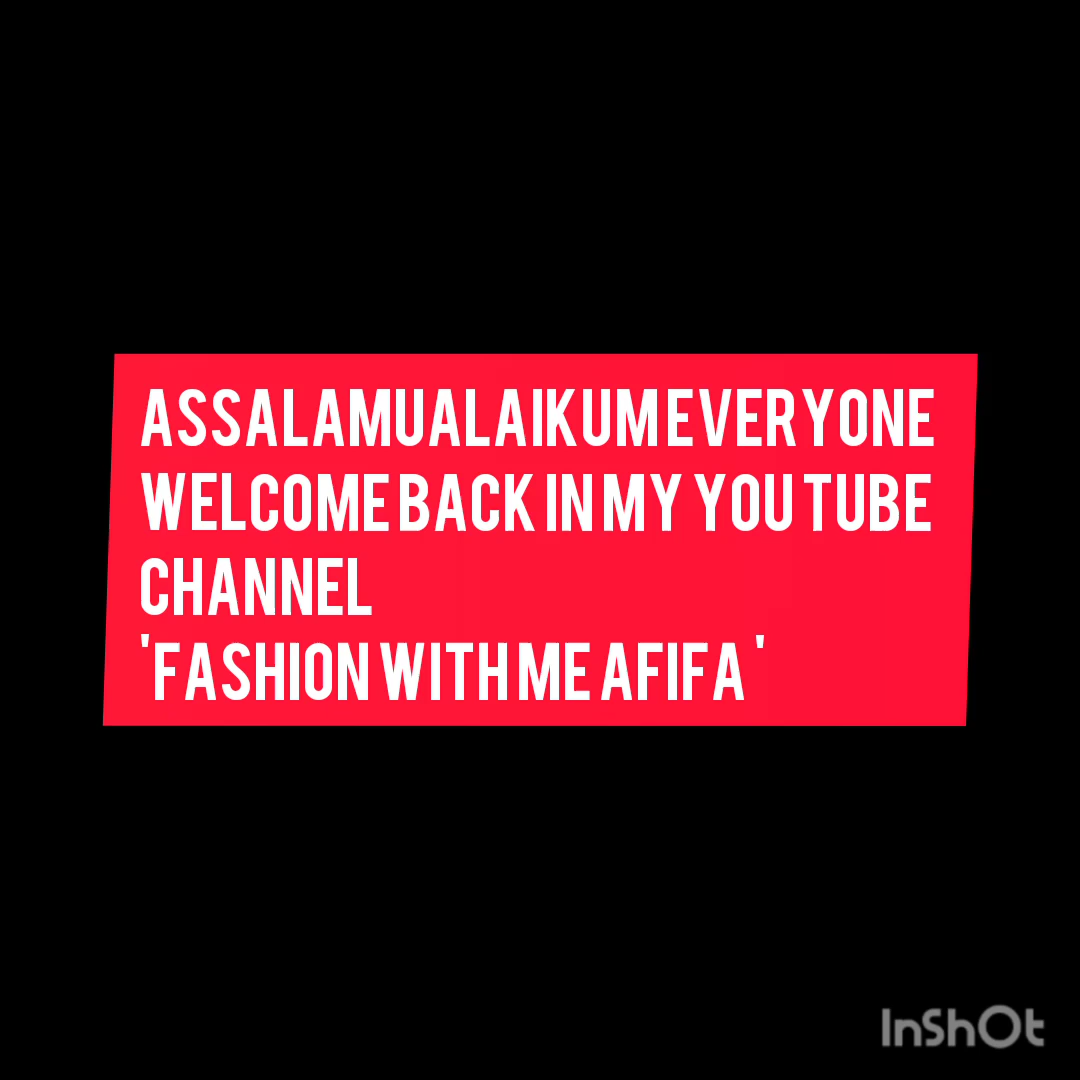 ASSALAMUALAIKUM EVERYONE
WELCOME BACK IN MY YOU TUBE
CHANNEL
'FASHION WITH ME AFIFA '
InShOt